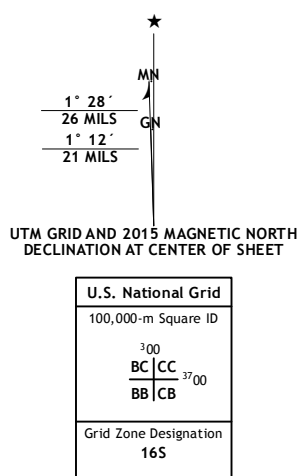 MN
1° 28´
26 MILS
GN
1° 12´
21 MILS
UTM GRID AND 2015 MAGNETIC NORTH
DECLINATION AT CENTER OF SHEET
U.S. National Grid
100,000-m Square ID
³00
BC CC
³⁷00
BB CB
Grid Zone Designation
16S